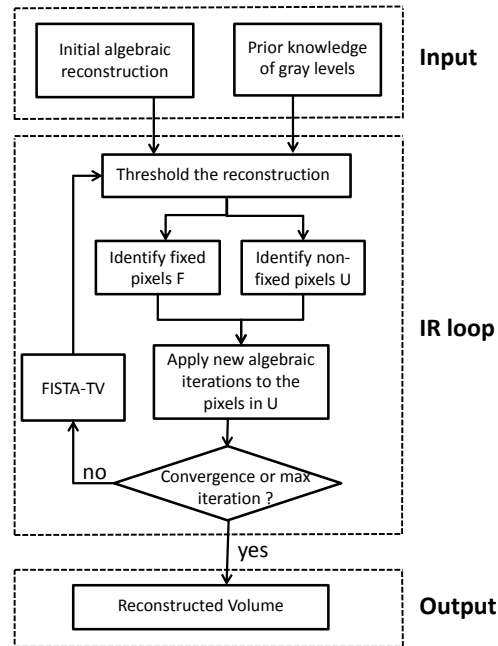 Initial algebraic
reconstruction
Prior knowledge
of gray levels
Input
Threshold the reconstruction
Identify fixed
pixels F
Identify non-
fixed pixels U
IR loop
Apply new algebraic
iterations to the
pixels in U
FISTA-TV
no
Convergence or max
iteration ?
yes
Reconstructed Volume
Output